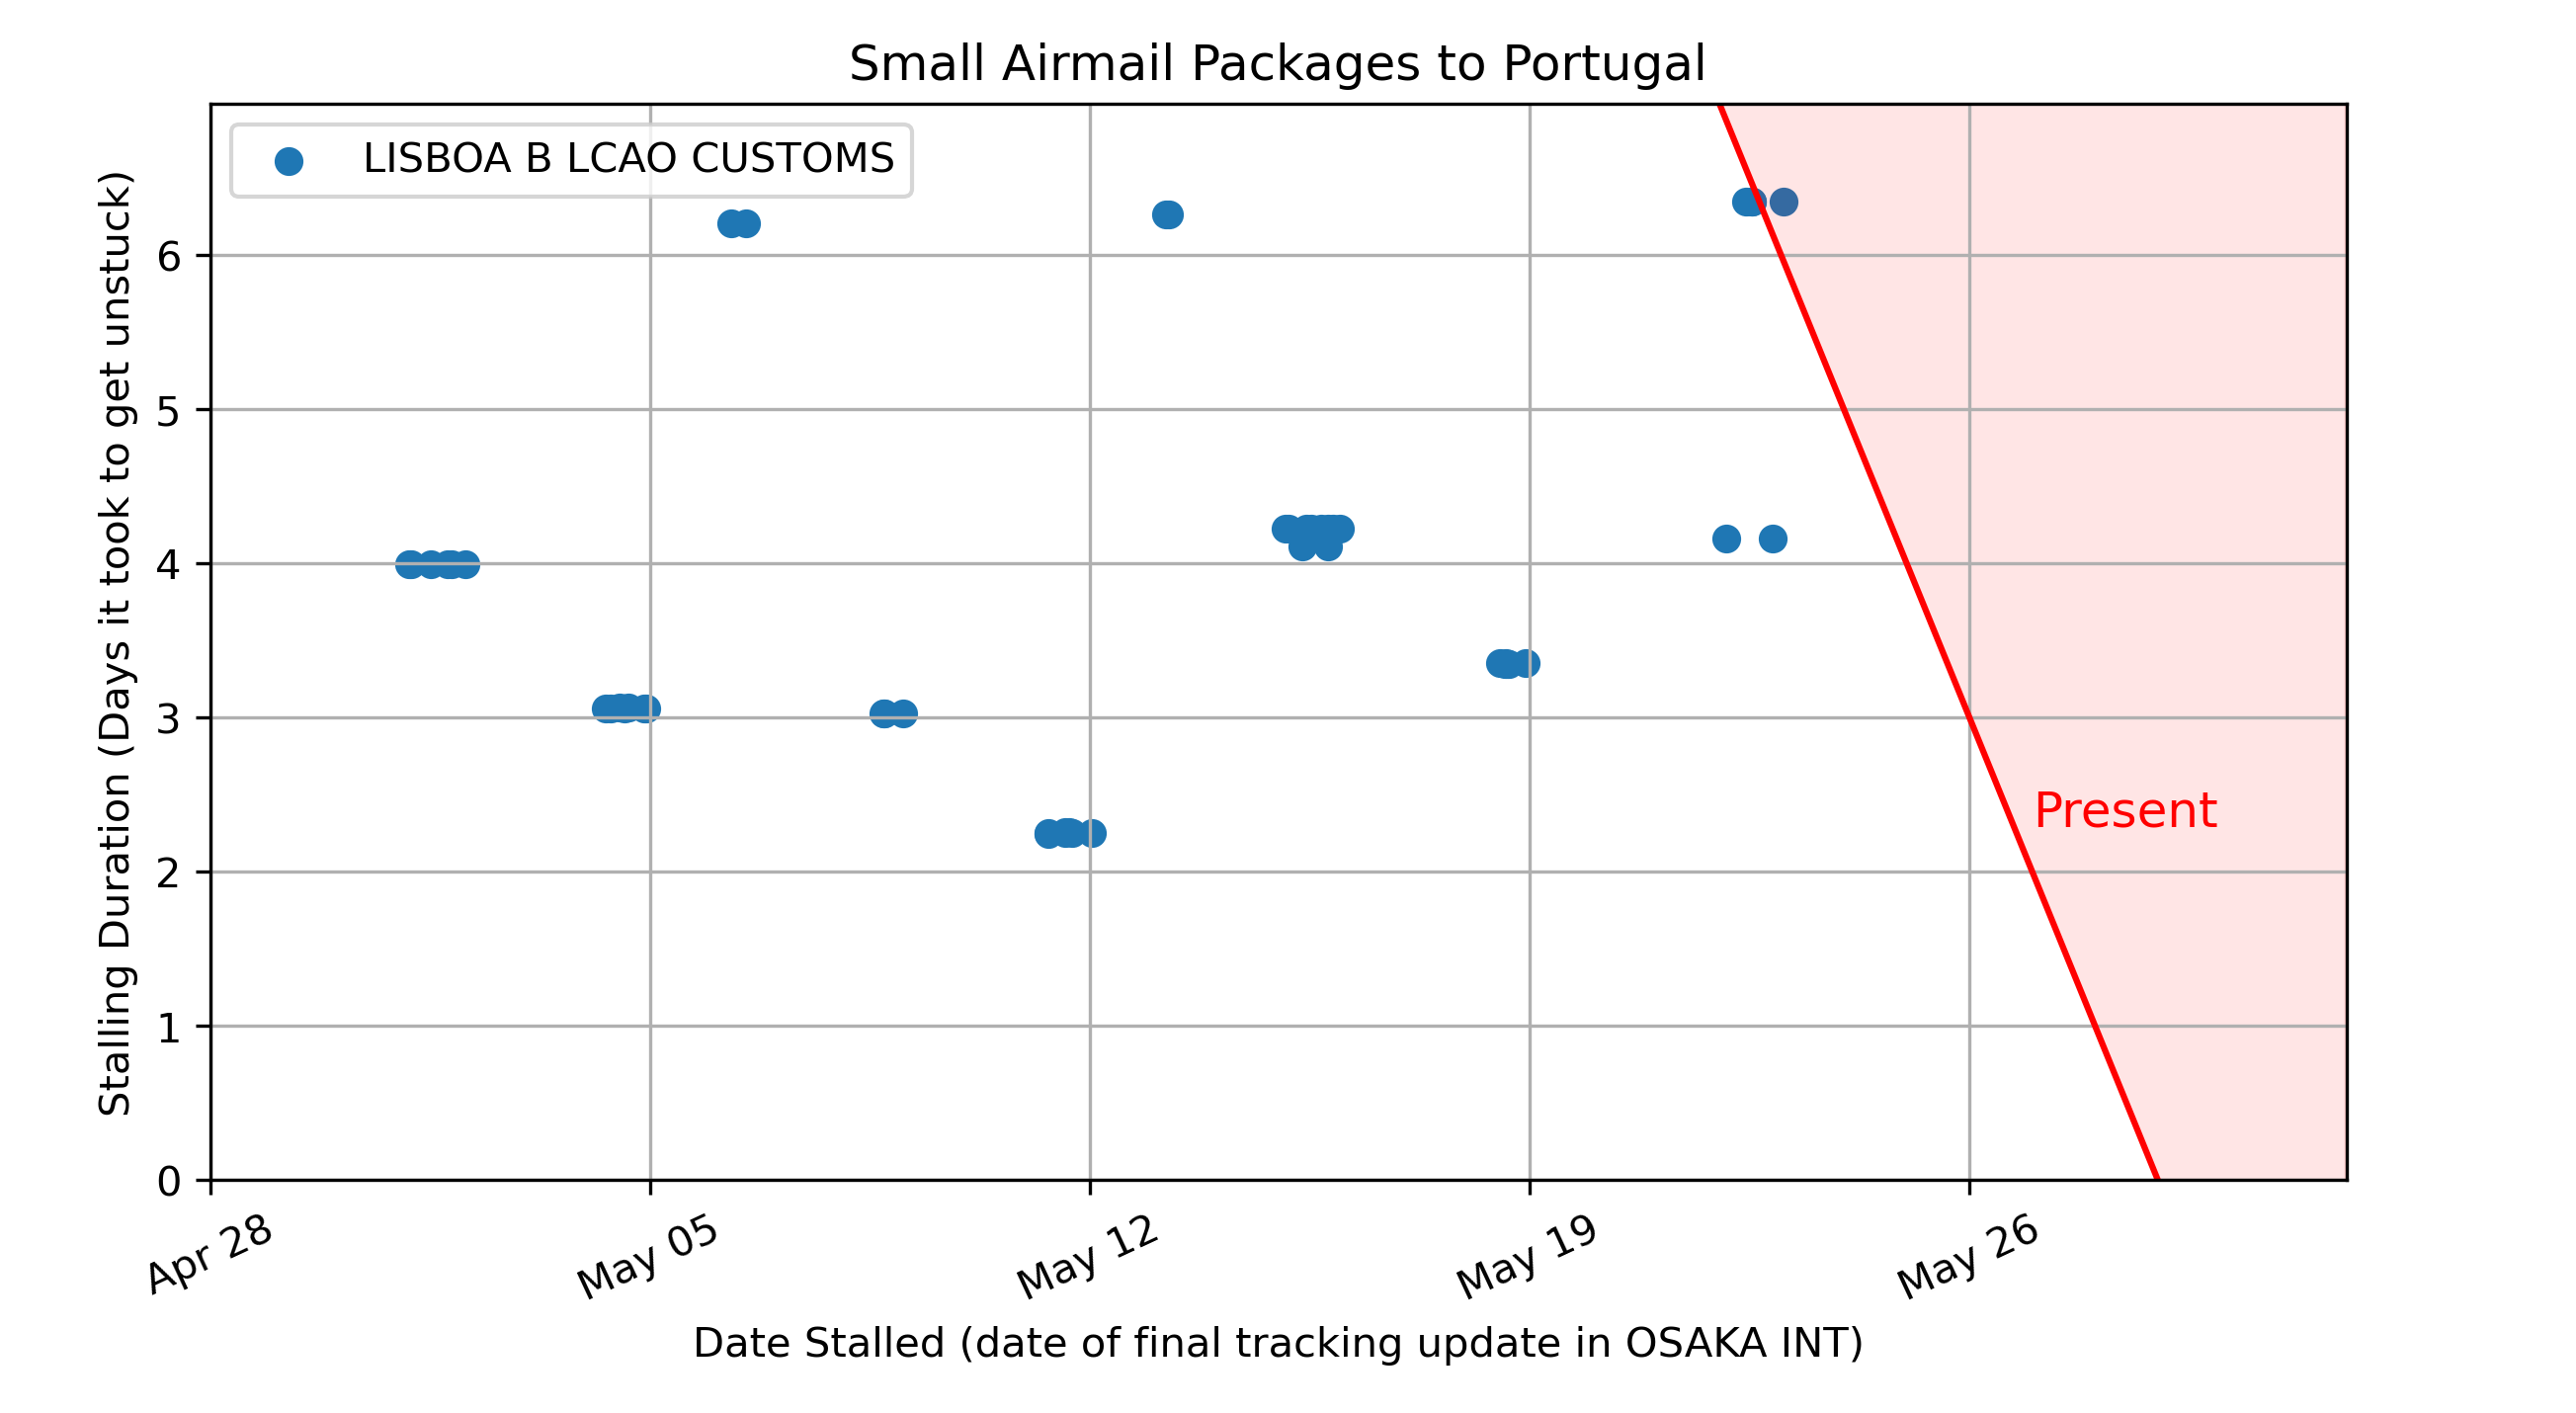 Small Airmail Packages to Portugal
LISBOA B LCAO CUSTOMS
Stalling Duration (Days it took to get unstuck)
6
5
4
3
2
1
0
Present
Apr 28
May 05
May 12
May 19
May 26
Date Stalled (date of final tracking update in OSAKA INT)